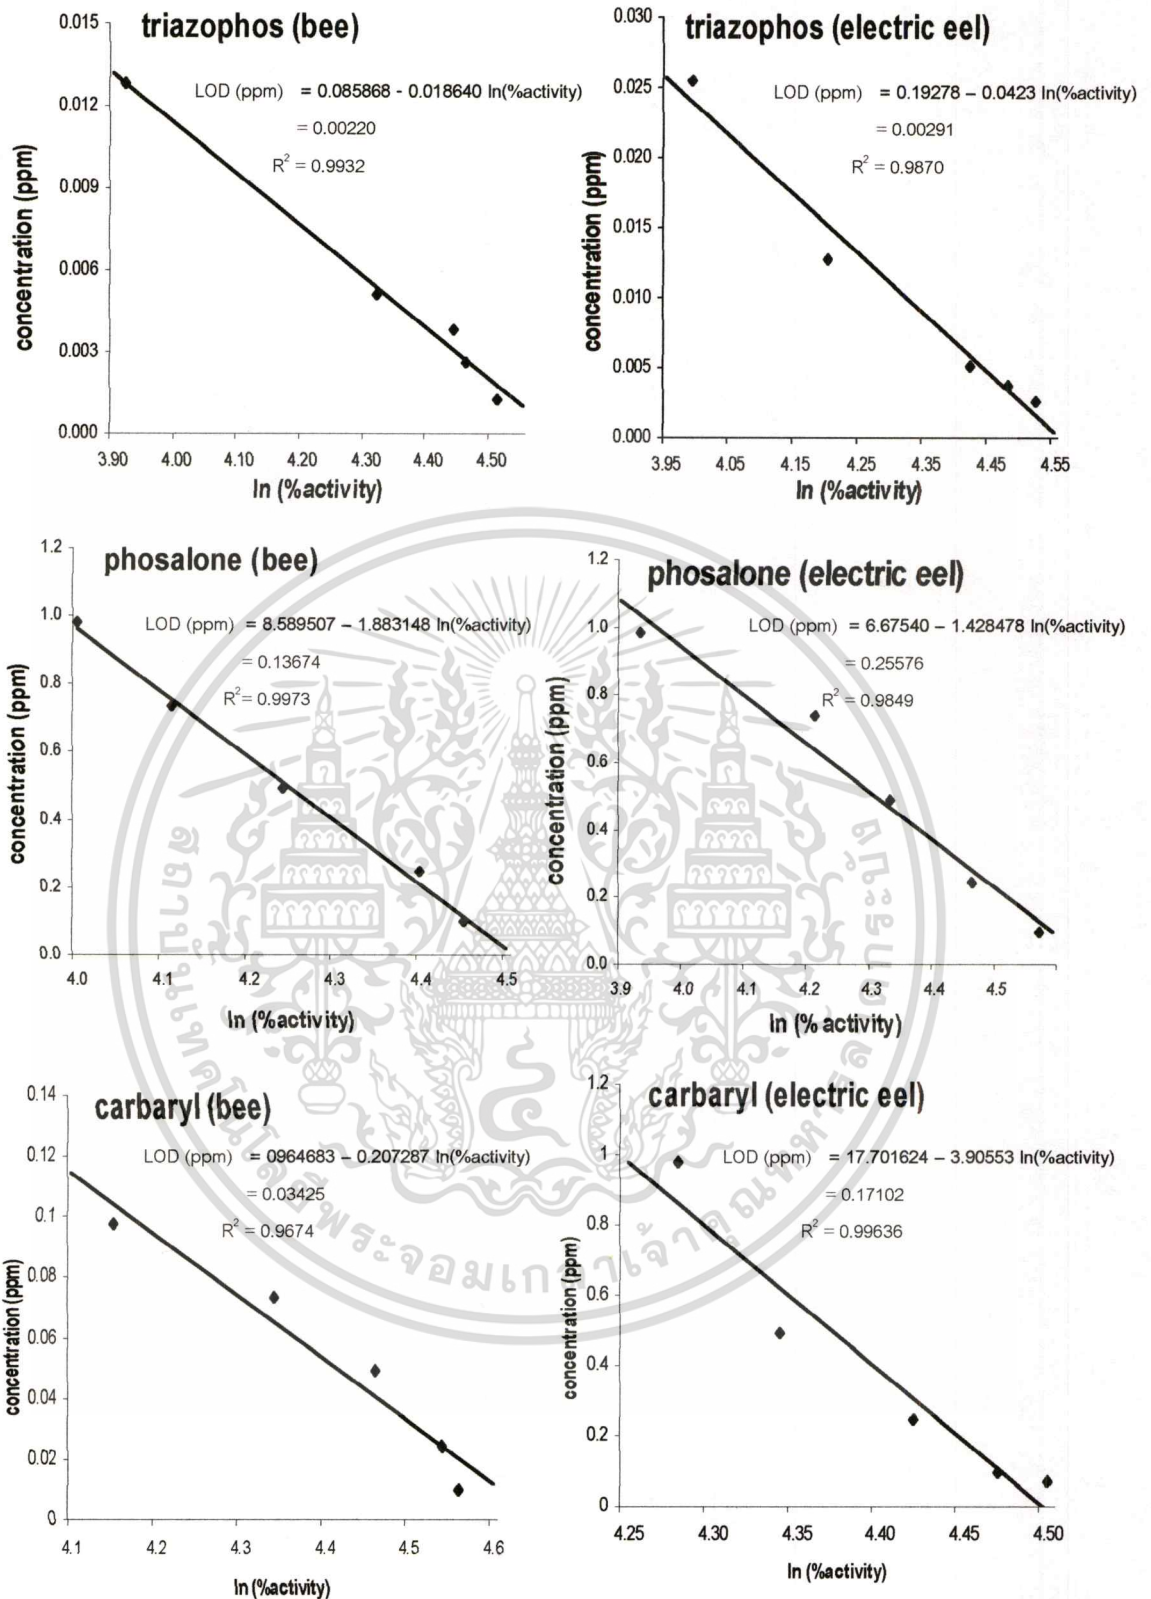 triazophos (bee)
LOD (ppm) = 0.085868 - 0.018640 ln(%activity)
= 0.00220
R² = 0.9932
concentration (ppm)
0.015
0.012
0.009
0.006
0.003
0.000
3.90 4.00 4.10 4.20 4.30 4.40 4.50
ln (%activity)
triazophos (electric eel)
LOD (ppm) = 0.19278 – 0.0423 ln(%activity)
= 0.00291
R² = 0.9870
concentration (ppm)
0.030
0.025
0.020
0.015
0.010
0.005
0.000
3.95 4.05 4.15 4.25 4.35 4.45 4.55
ln (%activity)
phosalone (bee)
LOD (ppm) = 8.589507 – 1.883148 ln(%activity)
= 0.13674
R² = 0.9973
concentration (ppm)
1.2
1.0
0.8
0.6
0.4
0.2
0.0
4.0 4.1 4.2 4.3 4.4 4.5
ln (%activity)
phosalone (electric eel)
LOD (ppm) = 6.67540 – 1.428478 ln(%activity)
= 0.25576
R² = 0.9849
concentration (ppm)
1.2
1.0
0.8
0.6
0.4
0.2
0.0
3.9 4.0 4.1 4.2 4.3 4.4 4.5
ln (% activity)
carbaryl (bee)
LOD (ppm) = 0964683 – 0.207287 ln(%activity)
= 0.03425
R² = 0.9674
concentration (ppm)
0.14
0.12
0.1
0.08
0.06
0.04
0.02
0
4.1 4.2 4.3 4.4 4.5 4.6
ln (%activity)
carbaryl (electric eel)
LOD (ppm) = 17.701624 – 3.90553 ln(%activity)
= 0.17102
R² = 0.99636
concentration (ppm)
1.2
1
0.8
0.6
0.4
0.2
0
4.25 4.30 4.35 4.40 4.45 4.50
ln (%activity)